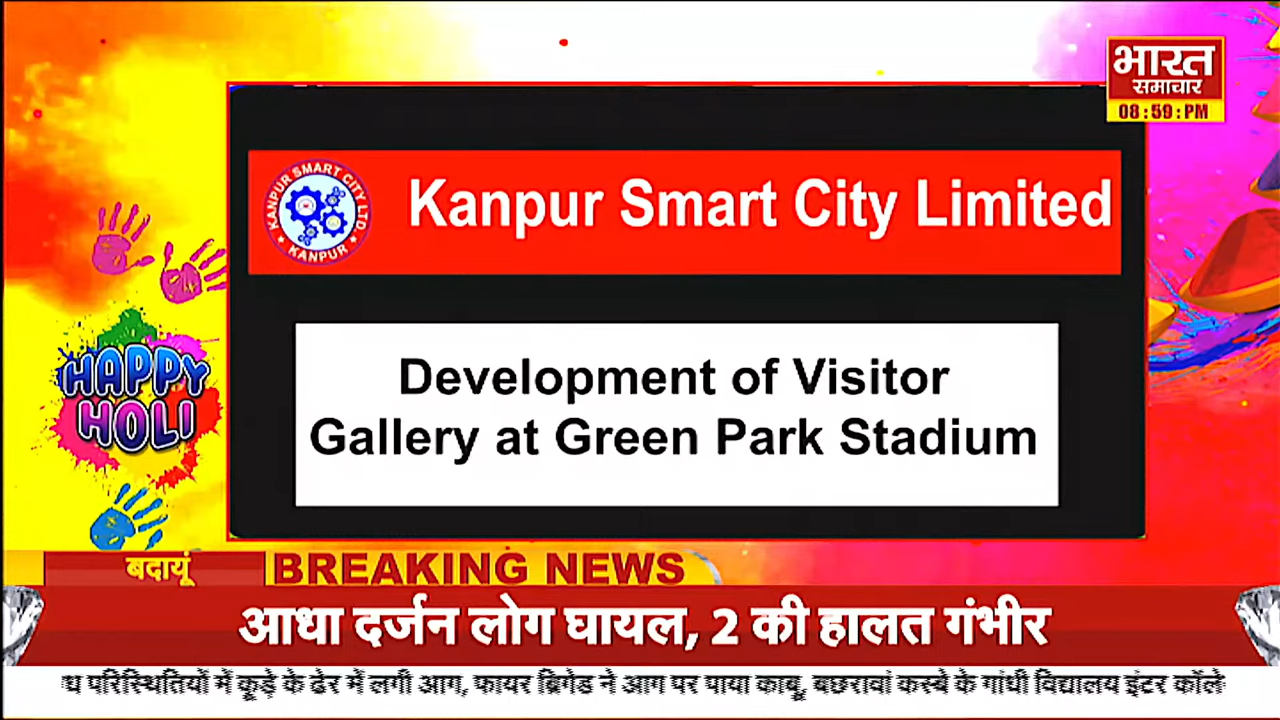 भारत
समाचार
08:59:PM
KANPUR SMART CITY LTD
KANPUR
Kanpur Smart City Limited
Development of Visitor
Gallery at Green Park Stadium
HAPPY
HOLI
बदायूं
BREAKING NEWS
आधा दर्जन लोग घायल, 2 की हालत गंभीर
परिस्थितियों में कूड़े के ढेर में लगी आग, फायर ब्रिगेड ने आग पर पाया काबू, बछरावां कस्बे के गांधी विद्यालय इंटर